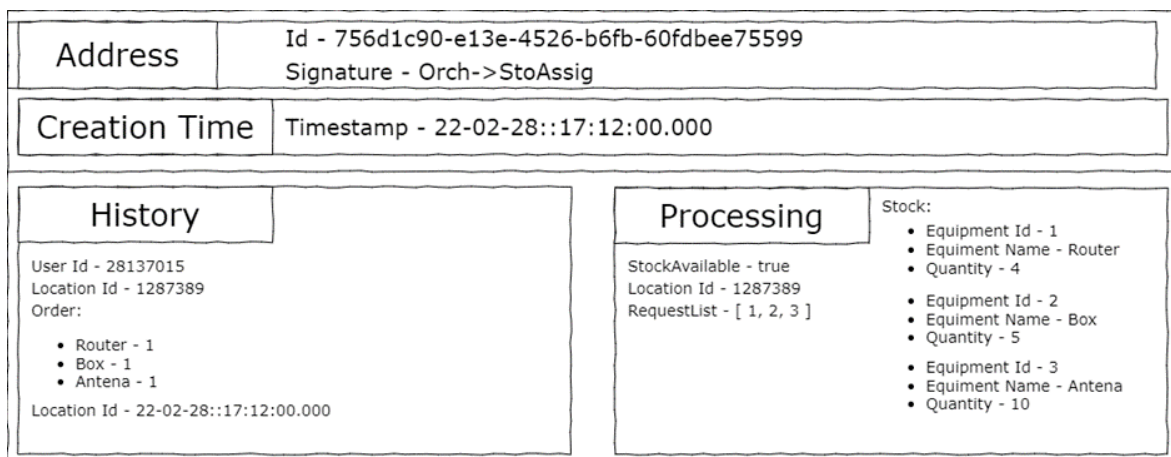 Address
Id - 756d1c90-e13e-4526-b6fb-60fdbee75599
Signature - Orch->StoAssig
Creation Time
Timestamp - 22-02-28::17:12:00.000
History
User Id - 28137015
Location Id - 1287389
Order:
• Router - 1
• Box - 1
• Antena - 1
Location Id - 22-02-28::17:12:00.000
Processing
StockAvailable - true
Location Id - 1287389
RequestList - [ 1, 2, 3 ]
Stock:
• Equipment Id - 1
• Equiment Name - Router
• Quantity - 4
• Equipment Id - 2
• Equiment Name - Box
• Quantity - 5
• Equipment Id - 3
• Equiment Name - Antena
• Quantity - 10